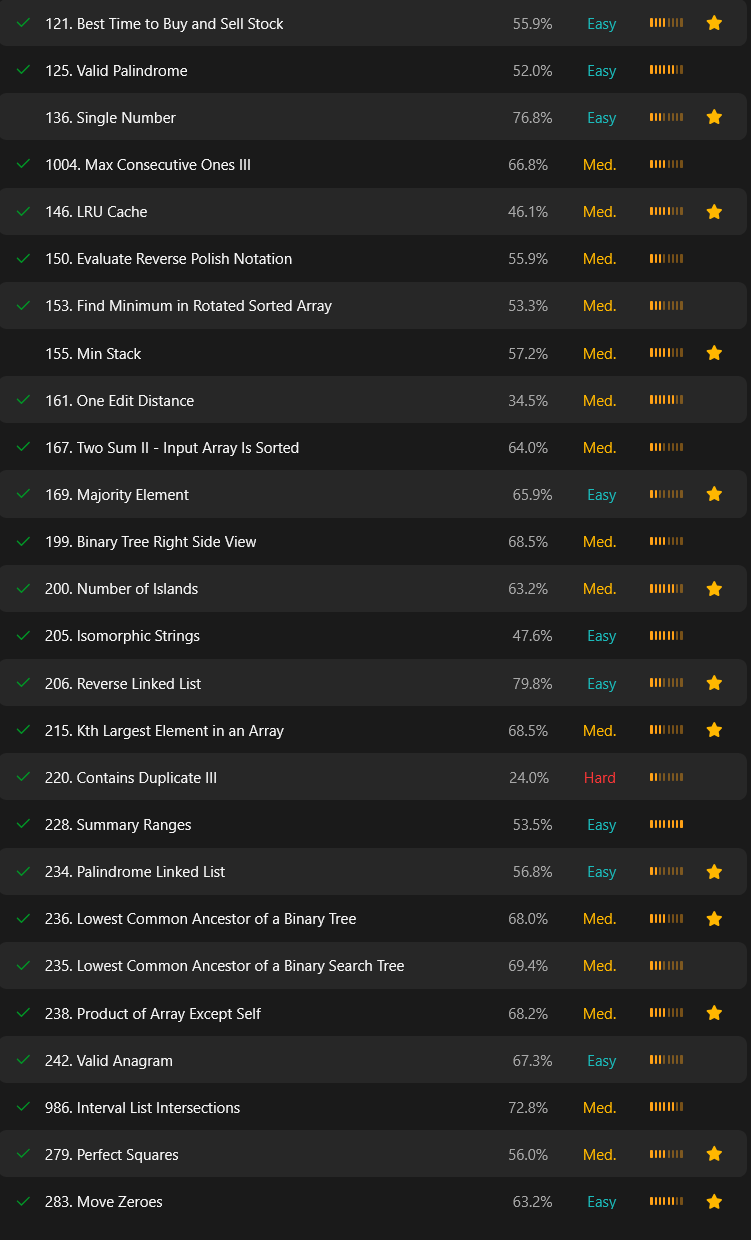 121. Best Time to Buy and Sell Stock 55.9% Easy
125. Valid Palindrome 52.0% Easy
136. Single Number 76.8% Easy
1004. Max Consecutive Ones III 66.8% Med.
146. LRU Cache 46.1% Med.
150. Evaluate Reverse Polish Notation 55.9% Med.
153. Find Minimum in Rotated Sorted Array 53.3% Med.
155. Min Stack 57.2% Med.
161. One Edit Distance 34.5% Med.
167. Two Sum II - Input Array Is Sorted 64.0% Med.
169. Majority Element 65.9% Easy
199. Binary Tree Right Side View 68.5% Med.
200. Number of Islands 63.2% Med.
205. Isomorphic Strings 47.6% Easy
206. Reverse Linked List 79.8% Easy
215. Kth Largest Element in an Array 68.5% Med.
220. Contains Duplicate III 24.0% Hard
228. Summary Ranges 53.5% Easy
234. Palindrome Linked List 56.8% Easy
236. Lowest Common Ancestor of a Binary Tree 68.0% Med.
235. Lowest Common Ancestor of a Binary Search Tree 69.4% Med.
238. Product of Array Except Self 68.2% Med.
242. Valid Anagram 67.3% Easy
986. Interval List Intersections 72.8% Med.
279. Perfect Squares 56.0% Med.
283. Move Zeroes 63.2% Easy